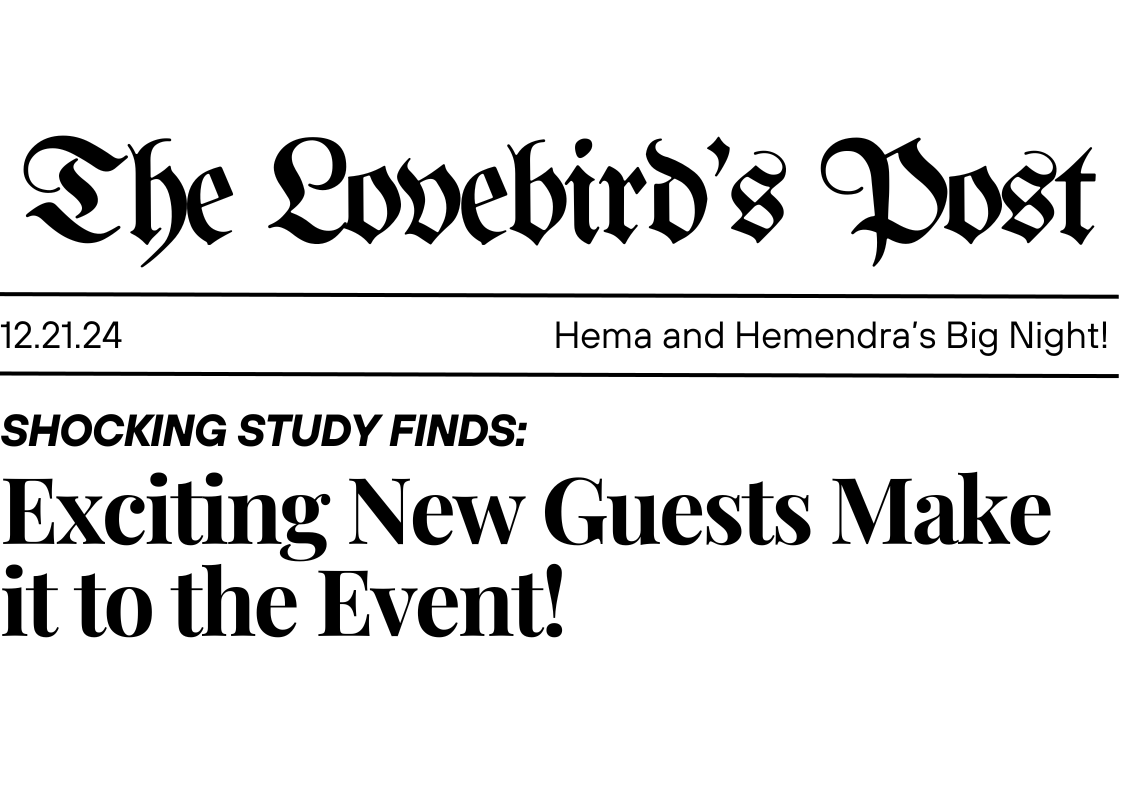 The Lovebird's Post
12.21.24 Hema and Hemendra's Big Night!
SHOCKING STUDY FINDS:
Exciting New Guests Make
it to the Event!